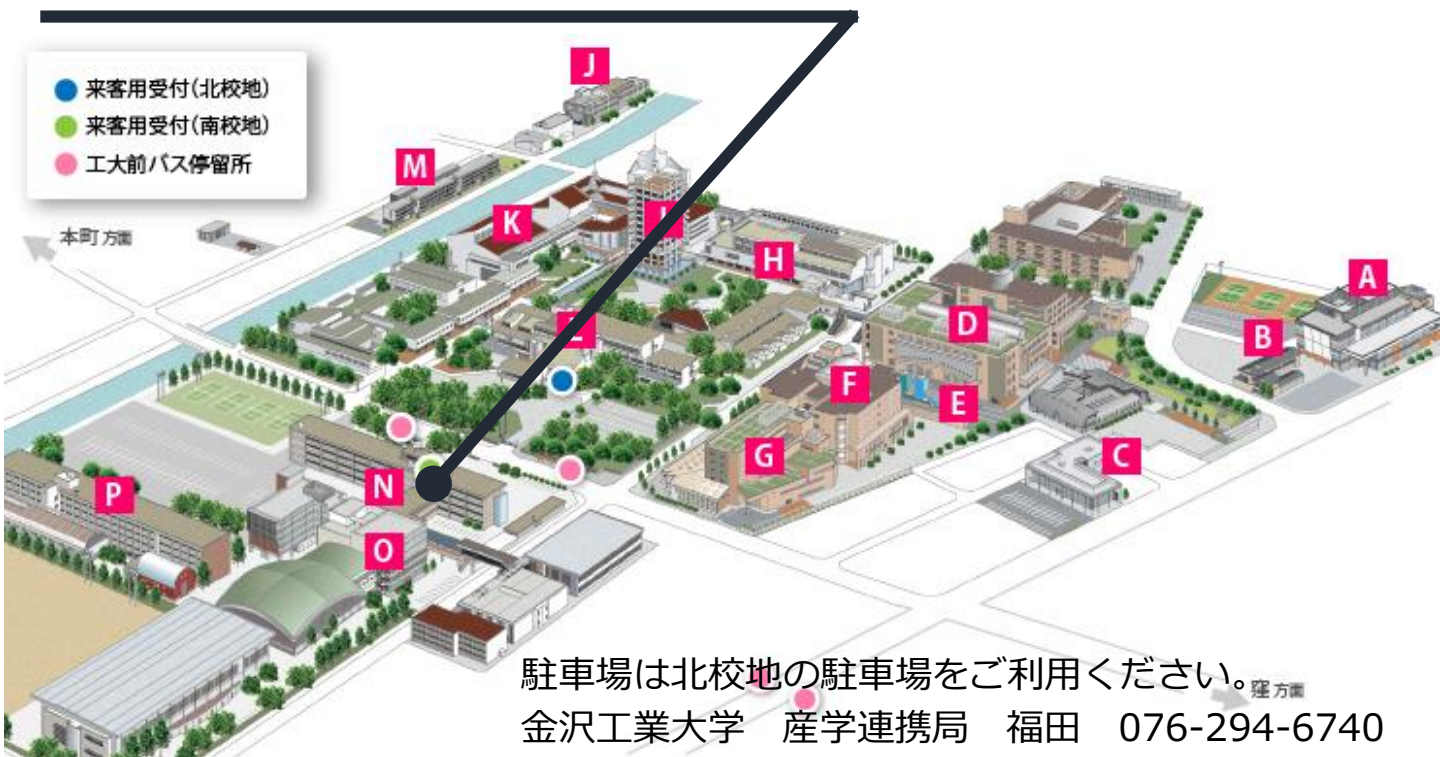 来客用受付(北校地)
来客用受付(南校地)
工大前バス停留所
本町方面
J
M
K
I
H
A
D
B
L
F
E
G
C
N
P
O
駐車場は北校地の駐車場をご利用ください。
窪方面
金沢工業大学 産学連携局 福田 076-294-6740